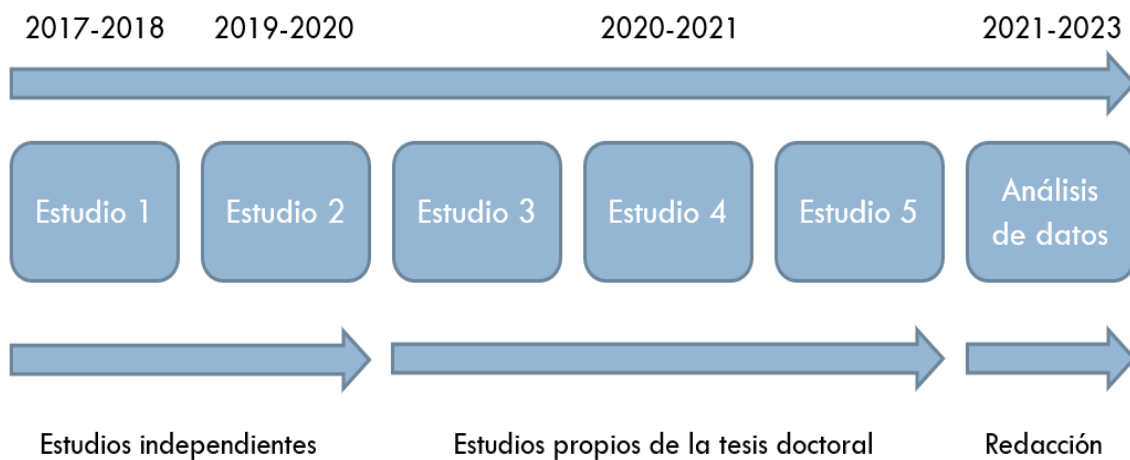 2017-2018 2019-2020 2020-2021 2021-2023
Estudio 1 Estudio 2 Estudio 3 Estudio 4 Estudio 5 Análisis
de datos
Estudios independientes Estudios propios de la tesis doctoral Redacción